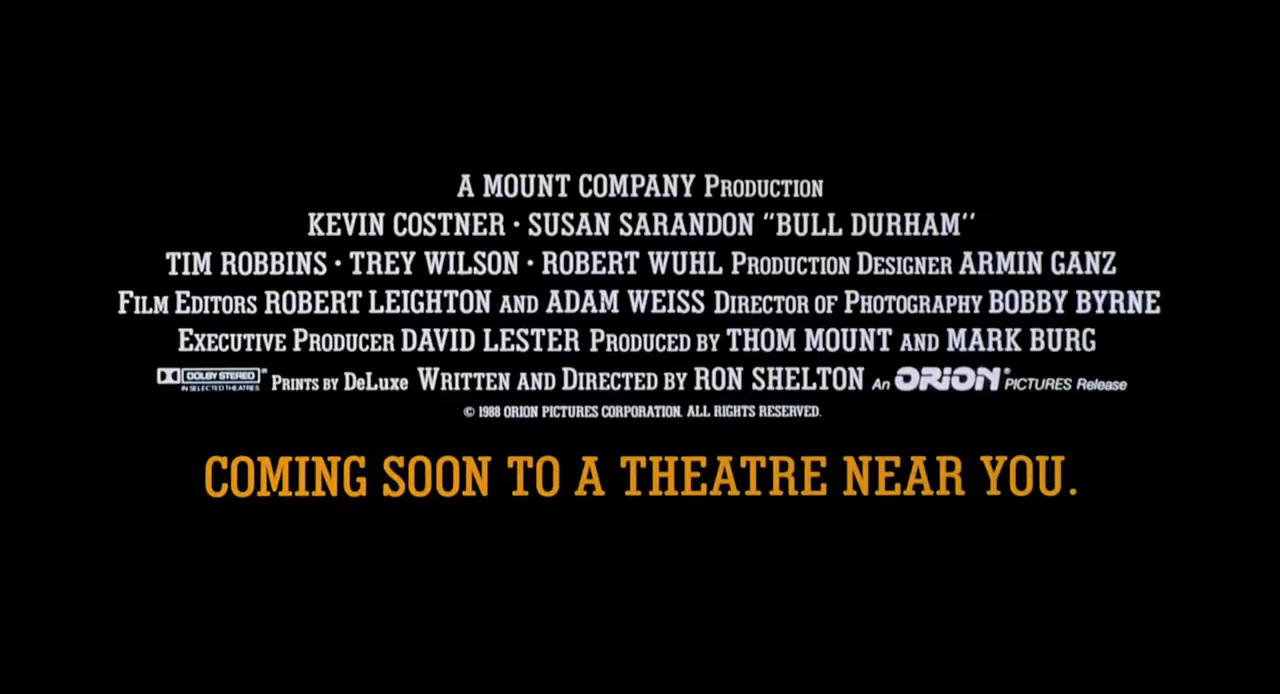 A MOUNT COMPANY PRODUCTION
KEVIN COSTNER · SUSAN SARANDON "BULL DURHAM"
TIM ROBBINS · TREY WILSON · ROBERT WUHL PRODUCTION DESIGNER ARMIN GANZ
FILM EDITORS ROBERT LEIGHTON AND ADAM WEISS DIRECTOR OF PHOTOGRAPHY BOBBY BYRNE
EXECUTIVE PRODUCER DAVID LESTER PRODUCED BY THOM MOUNT AND MARK BURG
DOLBY STEREO® IN SELECTED THEATRES PRINTS BY DELUXE WRITTEN AND DIRECTED BY RON SHELTON An ORION® PICTURES Release
© 1988 ORION PICTURES CORPORATION. ALL RIGHTS RESERVED.
COMING SOON TO A THEATRE NEAR YOU.